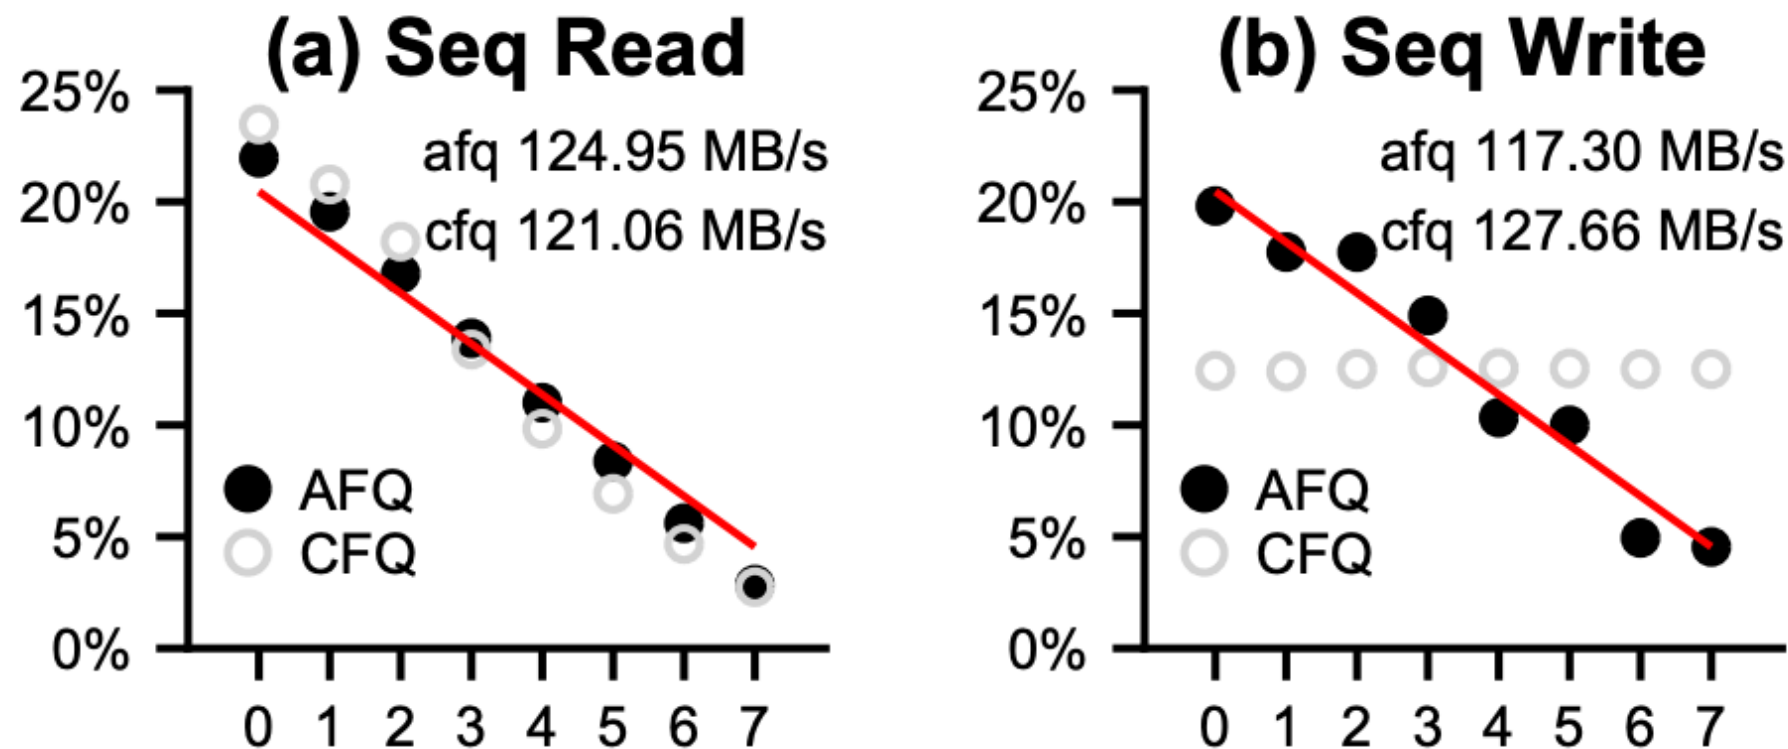 (a) Seq Read
25%
20%
15%
10%
5%
0%
afq 124.95 MB/s
cfq 121.06 MB/s
AFQ
CFQ
0 1 2 3 4 5 6 7
(b) Seq Write
25%
20%
15%
10%
5%
0%
afq 117.30 MB/s
cfq 127.66 MB/s
AFQ
CFQ
0 1 2 3 4 5 6 7